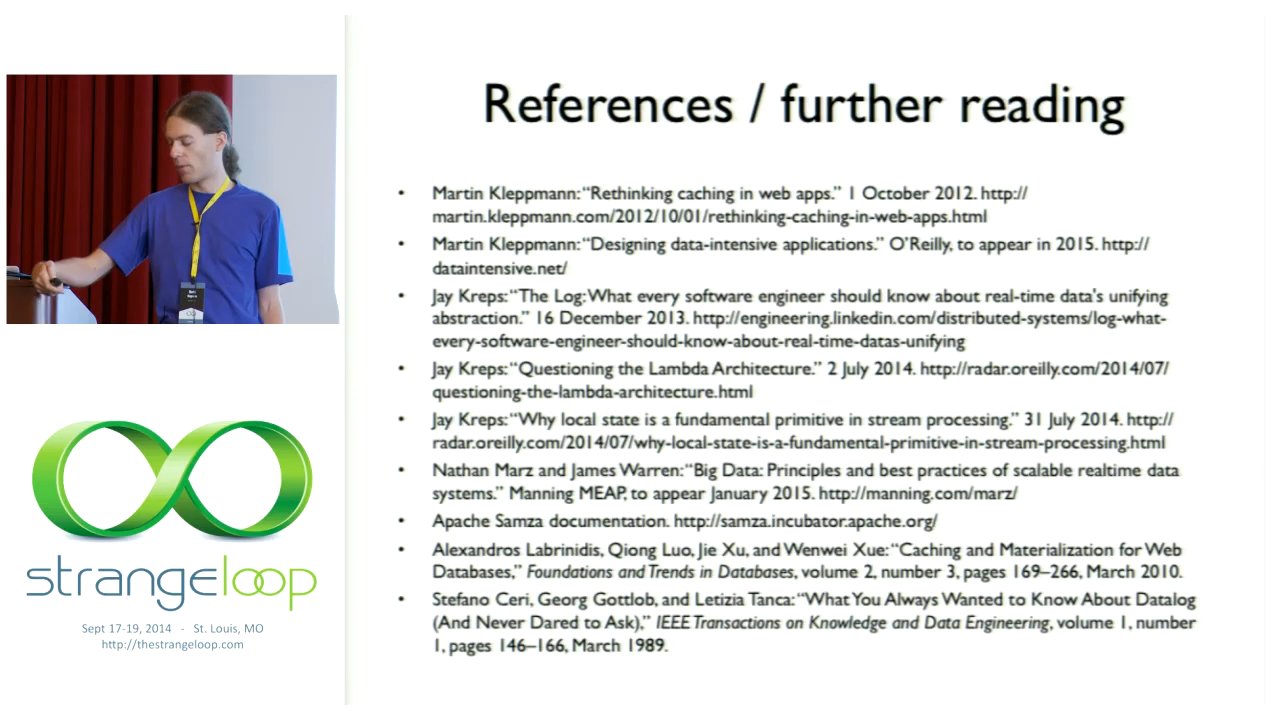 References / further reading
• Martin Kleppmann: “Rethinking caching in web apps.” 1 October 2012. http://
martin.kleppmann.com/2012/10/01/rethinking-caching-in-web-apps.html
• Martin Kleppmann: “Designing data-intensive applications.” O’Reilly, to appear in 2015. http://
dataintensive.net/
• Jay Kreps: “The Log: What every software engineer should know about real-time data's unifying
abstraction.” 16 December 2013. http://engineering.linkedin.com/distributed-systems/log-what-
every-software-engineer-should-know-about-real-time-datas-unifying
• Jay Kreps: “Questioning the Lambda Architecture.” 2 July 2014. http://radar.oreilly.com/2014/07/
questioning-the-lambda-architecture.html
• Jay Kreps: “Why local state is a fundamental primitive in stream processing.” 31 July 2014. http://
radar.oreilly.com/2014/07/why-local-state-is-a-fundamental-primitive-in-stream-processing.html
• Nathan Marz and James Warren: “Big Data: Principles and best practices of scalable realtime data
systems.” Manning MEAP, to appear January 2015. http://manning.com/marz/
• Apache Samza documentation. http://samza.incubator.apache.org/
• Alexandros Labrinidis, Qiong Luo, Jie Xu, and Wenwei Xue: “Caching and Materialization for Web
Databases,” Foundations and Trends in Databases, volume 2, number 3, pages 169–266, March 2010.
• Stefano Ceri, Georg Gottlob, and Letizia Tanca: “What You Always Wanted to Know About Datalog
(And Never Dared to Ask),” IEEE Transactions on Knowledge and Data Engineering, volume 1, number
1, pages 146–166, March 1989.
strangeloop
Sept 17-19, 2014 - St. Louis, MO
http://thestrangeloop.com